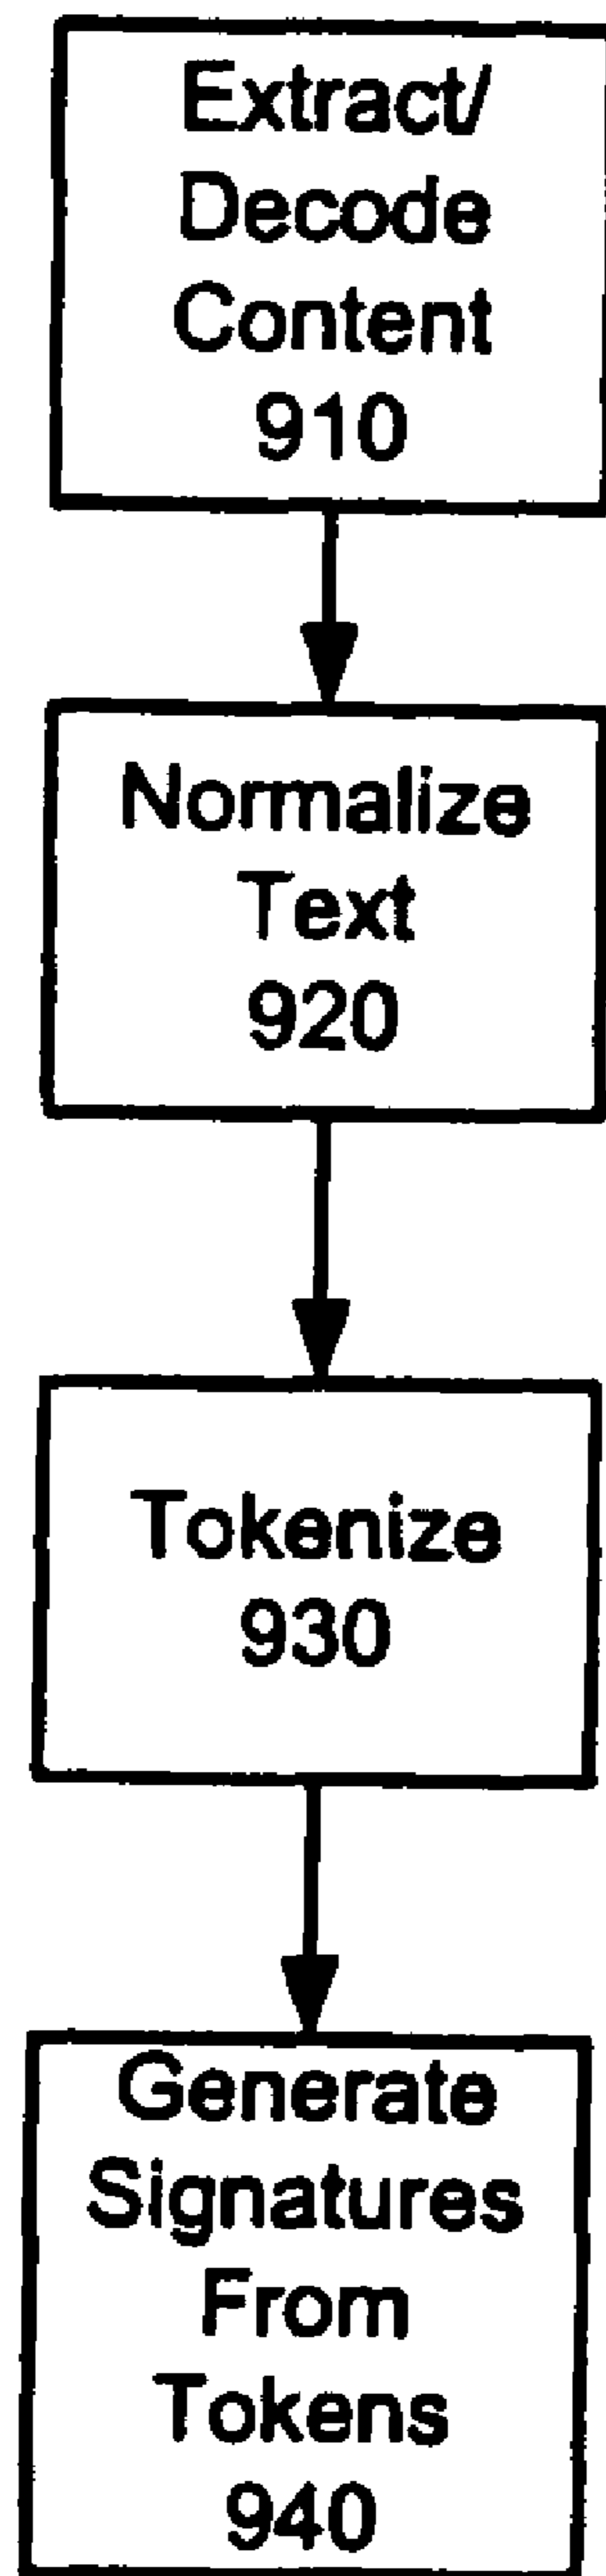 Extract/
Decode
Content
910
Normalize
Text
920
Tokenize
930
Generate
Signatures
From
Tokens
940